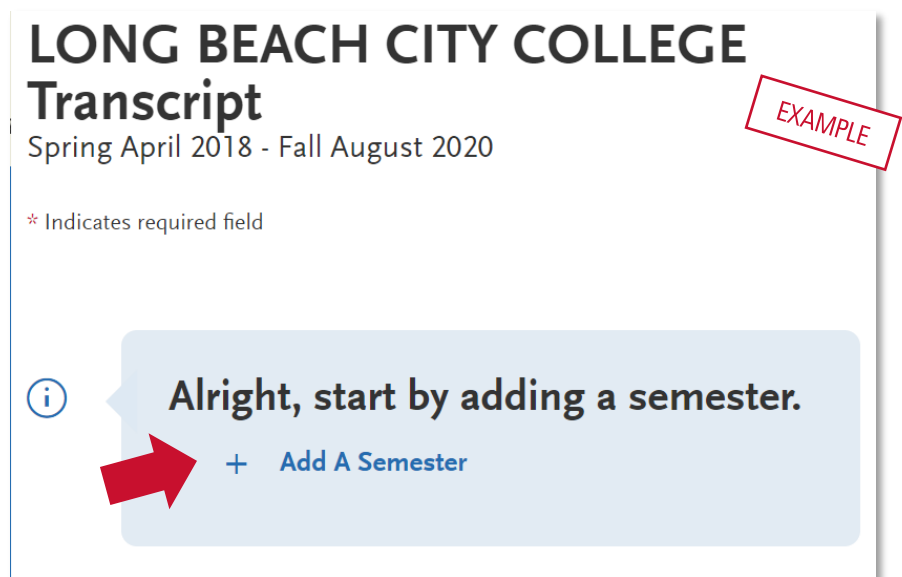 LONG BEACH CITY COLLEGE
Transcript
EXAMPLE
Spring April 2018 - Fall August 2020
* Indicates required field
i
Alright, start by adding a semester.
+ Add A Semester